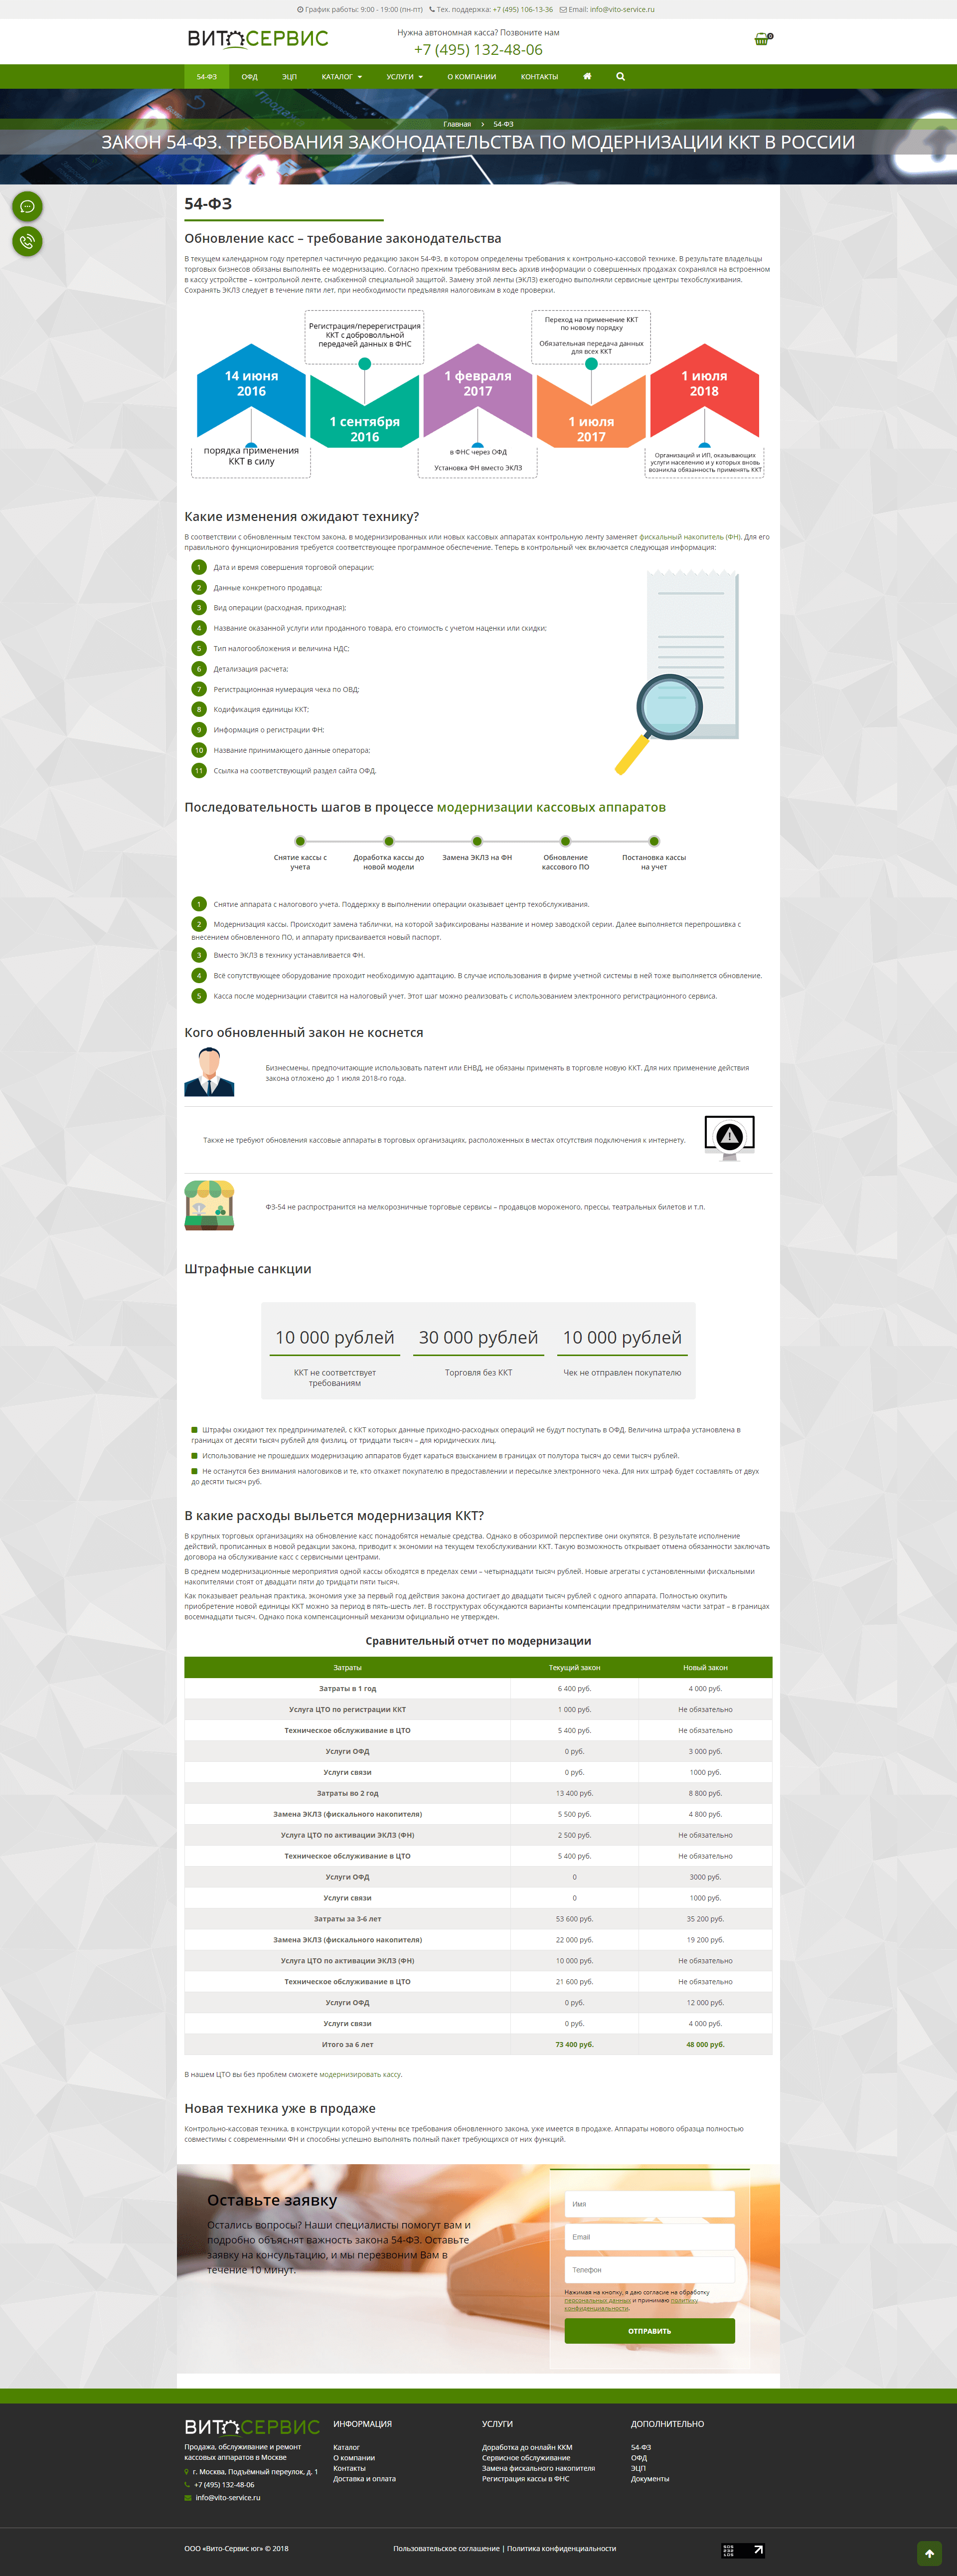 График работы: 9:00 - 19:00 (пн-пт) Тех. поддержка: +7 (495) 106-13-36 Email: info@vito-service.ru
ВИТОСЕРВИС
Нужна автономная касса? Позвоните нам
+7 (495) 132-48-06
0
54-ФЗ ОФД ЭЦП КАТАЛОГ УСЛУГИ О КОМПАНИИ КОНТАКТЫ
Главная › 54-ФЗ
ЗАКОН 54-ФЗ. ТРЕБОВАНИЯ ЗАКОНОДАТЕЛЬСТВА ПО МОДЕРНИЗАЦИИ ККТ В РОССИИ
54-ФЗ
Обновление касс – требование законодательства
В текущем календарном году претерпел частичную редакцию закон 54-ФЗ, в котором определены требования к контрольно-кассовой технике. В результате владельцы
торговых бизнесов обязаны выполнять ее модернизацию. Согласно прежним требованиям весь архив информации о совершенных продажах сохранялся на встроенном
в кассу устройстве – контрольной ленте, снабженной специальной защитой. Замену этой ленты (ЭКЛЗ) ежегодно выполняли сервисные центры техобслуживания.
Сохранять ЭКЛЗ следует в течение пяти лет, при необходимости предъявляя налоговикам в ходе проверки.
14 июня
2016
порядка применения
ККТ в силу
Регистрация/перерегистрация
ККТ с добровлльной
передачей данных в ФНС
1 сентября
2016
1 февраля
2017
в ФНС через ОФД
Установка ФН вместо ЭКЛЗ
Переход на применение ККТ
по новому порядку
Обязательная передача данных
для всех ККТ
1 июля
2017
1 июля
2018
Организаций и ИП, оказывающих
услуги населению и у которых вновь
возникла обязанность применять ККТ
Какие изменения ожидают технику?
В соответствии с обновленным текстом закона, в модернизированных или новых кассовых аппаратах контрольную ленту заменяет фискальный накопитель (ФН). Для его
правильного функционирования требуется соответствующее программное обеспечение. Теперь в контрольный чек включается следующая информация:
1 Дата и время совершения торговой операции;
2 Данные конкретного продавца;
3 Вид операции (расходная, приходная);
4 Название оказанной услуги или проданного товара, его стоимость с учетом наценки или скидки;
5 Тип налогообложения и величина НДС;
6 Детализация расчета;
7 Регистрационная нумерация чека по ОВД;
8 Кодификация единицы ККТ;
9 Информация о регистрации ФН;
10 Название принимающего данные оператора;
11 Ссылка на соответствующий раздел сайта ОФД.
Последовательность шагов в процессе модернизации кассовых аппаратов
Снятие кассы с
учета
Доработка кассы до
новой модели
Замена ЭКЛЗ на ФН
Обновление
кассового ПО
Постановка кассы
на учет
1 Снятие аппарата с налогового учета. Поддержку в выполнении операции оказывает центр техобслуживания.
2 Модернизация кассы. Происходит замена таблички, на которой зафиксированы название и номер заводской серии. Далее выполняется перепрошивка с
внесением обновленного ПО, и аппарату присваивается новый паспорт.
3 Вместо ЭКЛЗ в технику устанавливается ФН.
4 Всё сопутствующее оборудование проходит необходимую адаптацию. В случае использования в фирме учетной системы в ней тоже выполняется обновление.
5 Касса после модернизации ставится на налоговый учет. Этот шаг можно реализовать с использованием электронного регистрационного сервиса.
Кого обновленный закон не коснется
Бизнесмены, предпочитающие использовать патент или ЕНВД, не обязаны применять в торговле новую ККТ. Для них применение действия
закона отложено до 1 июля 2018-го года.
Также не требуют обновления кассовые аппараты в торговых организациях, расположенных в местах отсутствия подключения к интернету.
ФЗ-54 не распространится на мелкорозничные торговые сервисы – продавцов мороженого, прессы, театральных билетов и т.п.
Штрафные санкции
10 000 рублей
ККТ не соответствует
требованиям
30 000 рублей
Торговля без ККТ
10 000 рублей
Чек не отправлен покупателю
Штрафы ожидают тех предпринимателей, с ККТ которых данные приходно-расходных операций не будут поступать в ОФД. Величина штрафа установлена в
границах от десяти тысяч рублей для физлиц, от тридцати тысяч – для юридических лиц.
Использование не прошедших модернизацию аппаратов будет караться взысканием в границах от полутора тысяч до семи тысяч рублей.
Не останутся без внимания налоговиков и те, кто откажет покупателю в предоставлении и пересылке электронного чека. Для них штраф будет составлять от двух
до десяти тысяч руб.
В какие расходы выльется модернизация ККТ?
В крупных торговых организациях на обновление касс понадобятся немалые средства. Однако в обозримой перспективе они окупятся. В результате исполнение
действий, прописанных в новой редакции закона, приводит к экономии на текущем техобслуживании ККТ. Такую возможность открывает отмена обязанности заключать
договора на обслуживание касс с сервисными центрами.
В среднем модернизационные мероприятия одной кассы обходятся в пределах семи – четырнадцати тысяч рублей. Новые агрегаты с установленными фискальными
накопителями стоят от двадцати пяти до тридцати пяти тысяч.
Как показывает реальная практика, экономия уже за первый год действия закона достигает до двадцати тысяч рублей с одного аппарата. Полностью окупить
приобретение новой единицы ККТ можно за период в пять-шесть лет. В госструктурах обсуждаются варианты компенсации предпринимателям части затрат – в границах
восемнадцати тысяч. Однако пока компенсационный механизм официально не утвержден.
Сравнительный отчет по модернизации
Затраты Текущий закон Новый закон
Затраты в 1 год 6 400 руб. 4 000 руб.
Услуга ЦТО по регистрации ККТ 1 000 руб. Не обязательно
Техническое обслуживание в ЦТО 5 400 руб. Не обязательно
Услуги ОФД 0 руб. 3 000 руб.
Услуги связи 0 руб. 1000 руб.
Затраты во 2 год 13 400 руб. 8 800 руб.
Замена ЭКЛЗ (фискального накопителя) 5 500 руб. 4 800 руб.
Услуга ЦТО по активации ЭКЛЗ (ФН) 2 500 руб. Не обязательно
Техническое обслуживание в ЦТО 5 400 руб. Не обязательно
Услуги ОФД 0 3000 руб.
Услуги связи 0 1000 руб.
Затраты за 3-6 лет 53 600 руб. 35 200 руб.
Замена ЭКЛЗ (фискального накопителя) 22 000 руб. 19 200 руб.
Услуга ЦТО по активации ЭКЛЗ (ФН) 10 000 руб. Не обязательно
Техническое обслуживание в ЦТО 21 600 руб. Не обязательно
Услуги ОФД 0 руб. 12 000 руб.
Услуги связи 0 руб. 4 000 руб.
Итого за 6 лет 73 400 руб. 48 000 руб.
В нашем ЦТО вы без проблем сможете модернизировать кассу.
Новая техника уже в продаже
Контрольно-кассовая техника, в конструкции которой учтены все требования обновленного закона, уже имеется в продаже. Аппараты нового образца полностью
совместимы с современными ФН и способны успешно выполнять полный пакет требующихся от них функций.
Оставьте заявку
Остались вопросы? Наши специалисты помогут вам и
подробно объяснят важность закона 54-ФЗ. Оставьте
заявку на консультацию, и мы перезвоним Вам в
течение 10 минут.
Имя
Email
Телефон
Нажимая на кнопку, я даю согласие на обработку
персональных данных и принимаю политику
конфиденциальности.
ОТПРАВИТЬ
ВИТОСЕРВИС
Продажа, обслуживание и ремонт
кассовых аппаратов в Москве
г. Москва, Подъёмный переулок, д. 1
+7 (495) 132-48-06
info@vito-service.ru
ИНФОРМАЦИЯ
Каталог
О компании
Контакты
Доставка и оплата
УСЛУГИ
Доработка до онлайн ККМ
Сервисное обслуживание
Замена фискального накопителя
Регистрация кассы в ФНС
ДОПОЛНИТЕЛЬНО
54-ФЗ
ОФД
ЭЦП
Документы
ООО «Вито-Сервис юг» © 2018
Пользовательское соглашение | Политика конфиденциальности